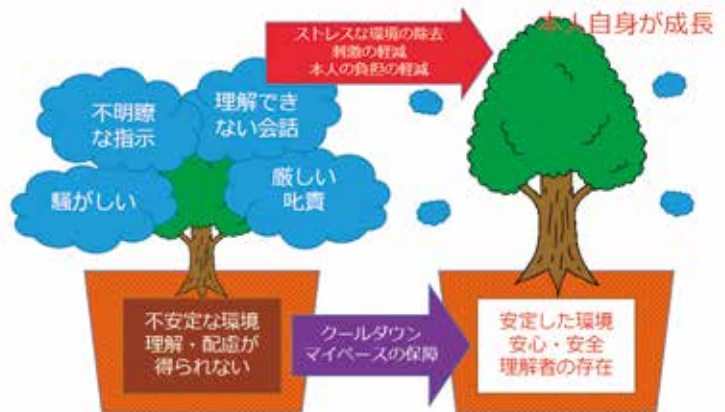 ストレスな環境の除去
刺激の軽減
本人の負担の軽減
本人自身が成長
不明瞭
な指示
理解でき
ない会話
騒がしい
厳しい
叱責
不安定な環境
理解・配慮が
得られない
クールダウン
マイペースの保障
安定した環境
安心・安全
理解者の存在